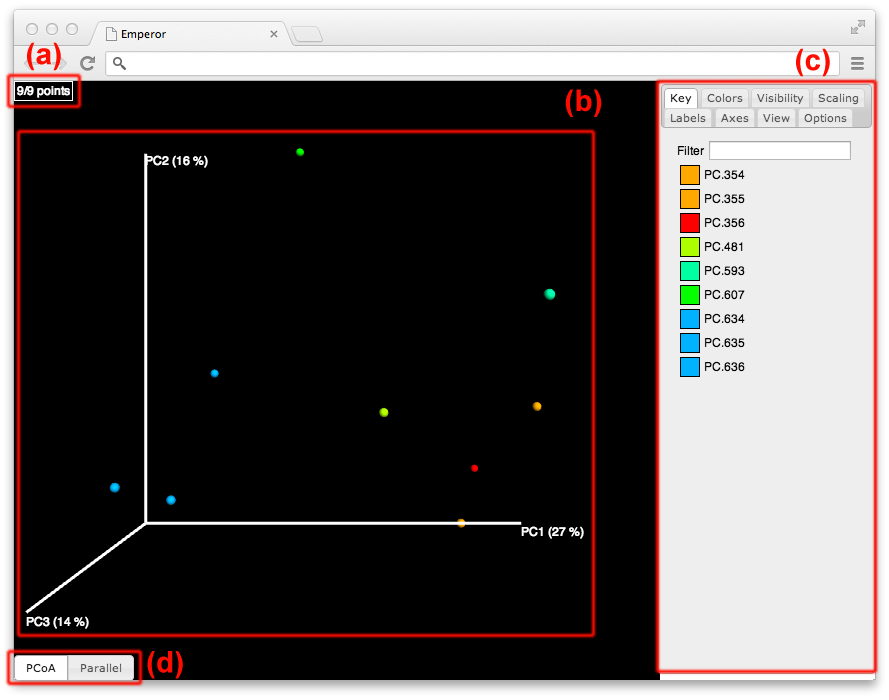 Emperor
(a)
(c)
9/9 points
(b)
Key Colors Visibility Scaling
Labels Axes View Options
Filter
PC.354
PC.355
PC.356
PC.481
PC.593
PC.607
PC.634
PC.635
PC.636
PC2 (16 %)
PC1 (27 %)
PC3 (14 %)
PCoA Parallel
(d)